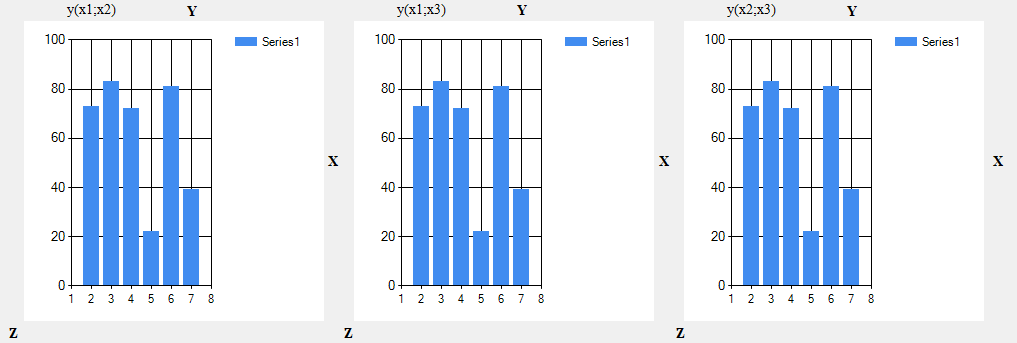 y(x1;x2) Y y(x1;x3) Y y(x2;x3) Y
100 Series1 100 Series1 100 Series1
80 80 80
60 60 60
X X X
40 40 40
20 20 20
0 0 0
1 2 3 4 5 6 7 8 1 2 3 4 5 6 7 8 1 2 3 4 5 6 7 8
Z Z Z